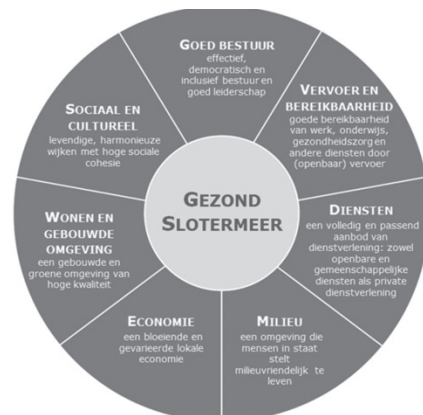 GOED BESTUUR
effectief,
democratisch en
inclusief bestuur en
goed leiderschap
VERVOER EN
BEREIKBAARHEID
goede bereikbaarheid
van werk, onderwijs,
gezondheidszorg en
andere diensten door
(openbaar) vervoer
DIENSTEN
een volledig en passend
aanbod van
dienstverlening: zowel
openbare en
gemeenschappelijke
diensten als private
dienstverlening
MILIEU
een omgeving die
mensen in staat
stelt
milieuvriendelijk te
leven
ECONOMIE
een bloeiende en
gevarieerde lokale
economie
WONEN EN
GEBOUWDE
OMGEVING
een gebouwde en
groene omgeving van
hoge kwaliteit
SOCIAAL EN
CULTUREEL
levendige, harmonieuze
wijken met hoge sociale
cohesie
GEZOND
SLOTERMEER